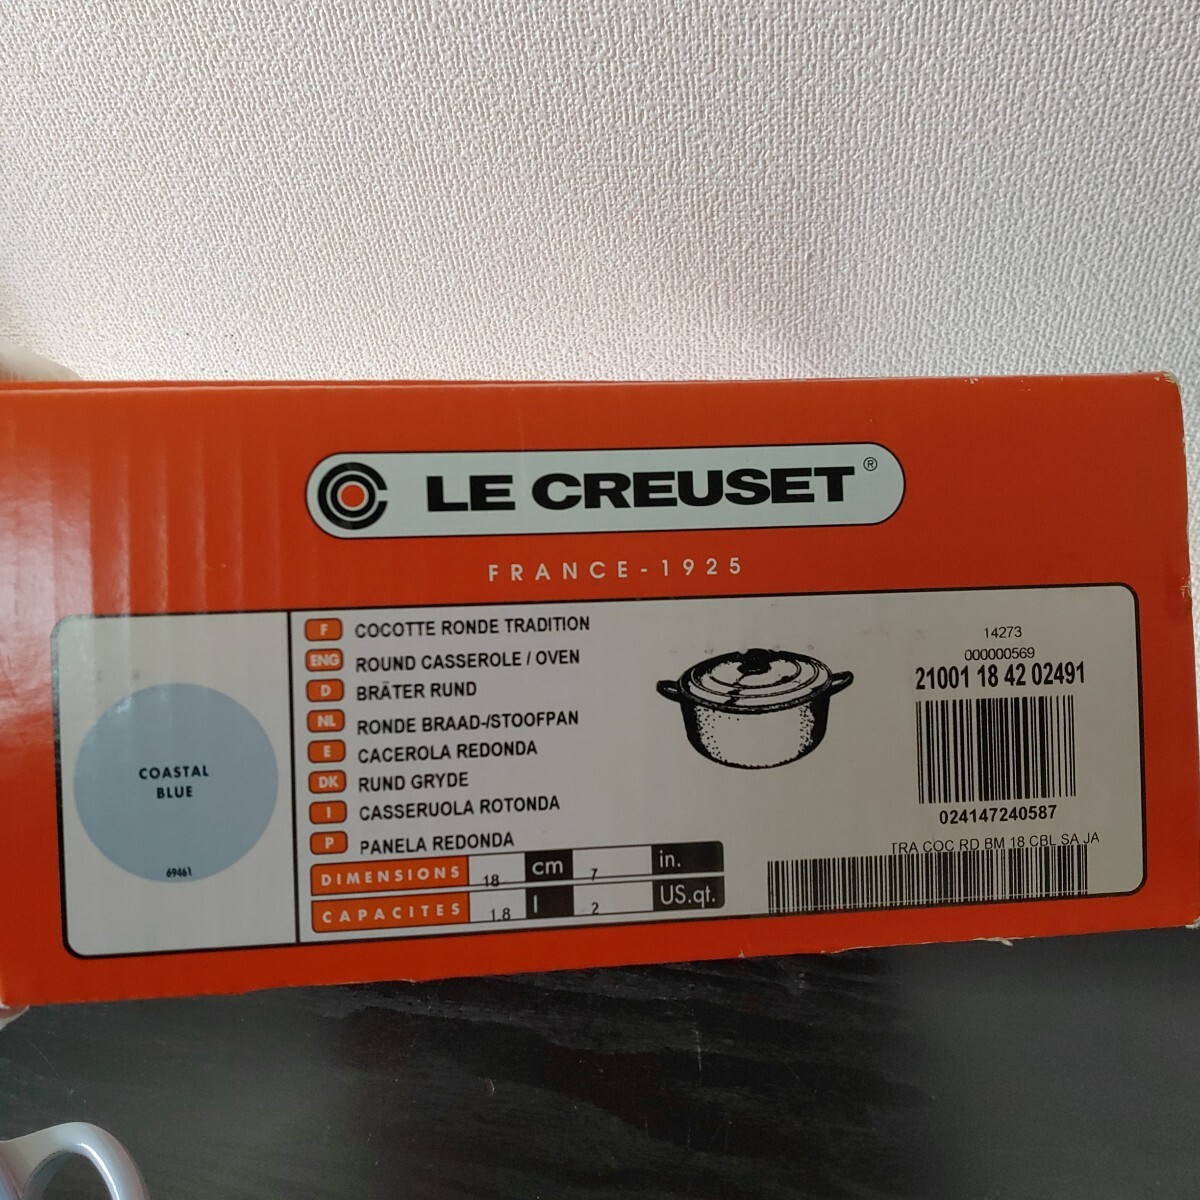 LE CREUSET ®
FRANCE - 1925
COASTAL
BLUE
69461
F COCOTTE RONDE TRADITION
ENG ROUND CASSEROLE / OVEN
D BRÄTER RUND
NL RONDE BRAAD-/STOOFPAN
E CACEROLA REDONDA
DK RUND GRYDE
I CASSERUOLA ROTONDA
P PANELA REDONDA
DIMENSIONS 18 cm 7 in.
CAPACITES 1.8 l 2 US.qt.
14273
000000569
21001 18 42 02491
024147240587
TRA COC RD BM 18 CBL SA JA